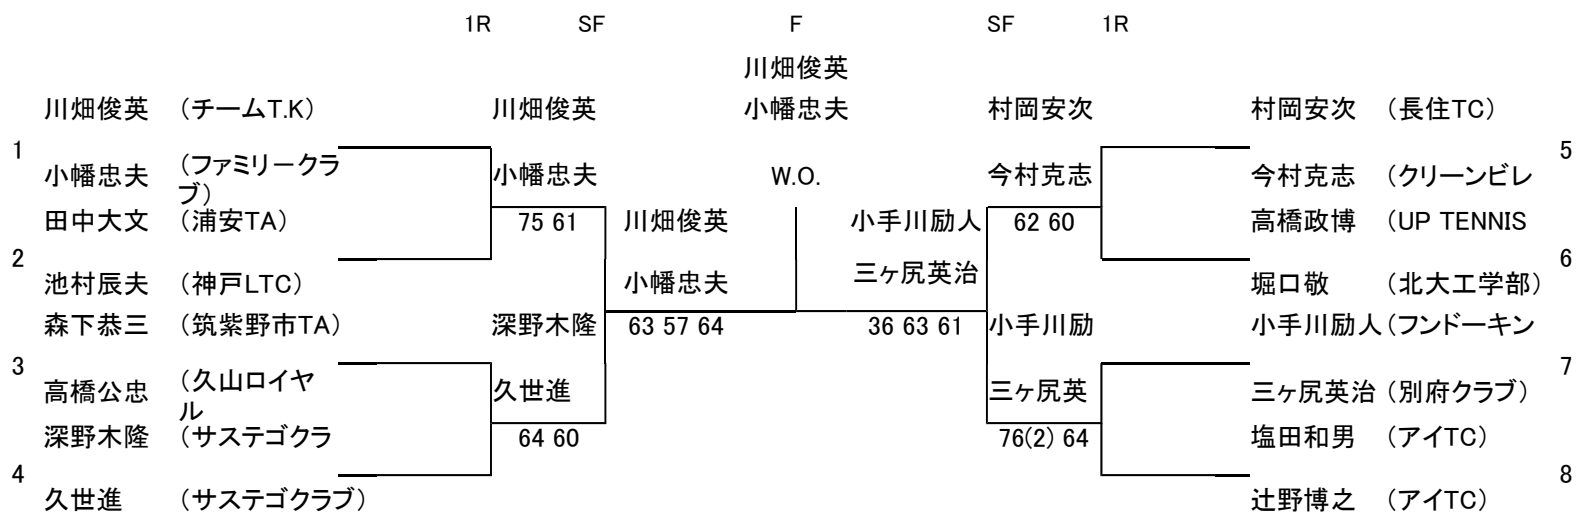 1R SF F SF 1R
川畑俊英
川畑俊英 (チームT.K) 川畑俊英 小幡忠夫 村岡安次 村岡安次 (長住TC)
1 5
小幡忠夫 (ファミリークラブ) 小幡忠夫 W.O. 今村克志 今村克志 (クリーンビレ
田中大文 (浦安TA) 75 61 川畑俊英 小手川励人 62 60 高橋政博 (UP TENNIS
2 6
池村辰夫 (神戸LTC) 小幡忠夫 三ヶ尻英治 堀口敬 (北大工学部)
森下恭三 (筑紫野市TA) 深野木隆 63 57 64 36 63 61 小手川励 小手川励人 (フンドーキン
3 7
高橋公忠 (久山ロイヤル 久世進 三ヶ尻英 三ヶ尻英治 (別府クラブ)
深野木隆 (サステゴクラ 64 60 76(2) 64 塩田和男 (アイTC)
4 8
久世進 (サステゴクラブ) 辻野博之 (アイTC)